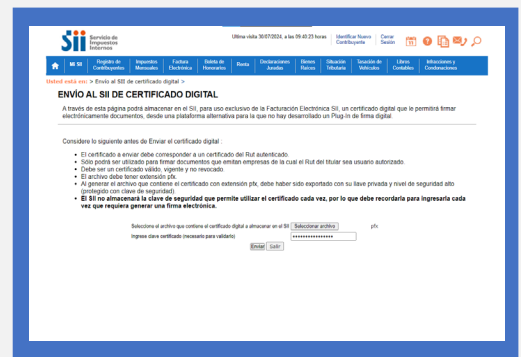 Sii Servicio de Impuestos Internos
Última visita 30/07/2024, a las 09:40:23 horas
Identificar Nuevo Contribuyente
Cerrar Sesión
Mi SII
Registro de Contribuyentes
Impuestos Mensuales
Factura Electrónica
Boleta de Honorarios
Renta
Declaraciones Juradas
Bienes Raíces
Situación Tributaria
Tasación de Vehículos
Libros Contables
Infracciones y Condonaciones
Usted está en: > Envío al SII de certificado digital >
ENVÍO AL SII DE CERTIFICADO DIGITAL
A través de esta página podrá almacenar en el SII, para uso exclusivo de la Facturación Electrónica SII, un certificado digital que le permitirá firmar
electrónicamente documentos, desde una plataforma alternativa para la que no hay desarrollado un Plug-In de firma digital.
Considere lo siguiente antes de Enviar el certificado digital :
• El certificado a enviar debe corresponder a un certificado del Rut autenticado.
• Sólo podrá ser utilizado para firmar documentos que emitan empresas de la cual el Rut del titular sea usuario autorizado.
• Debe ser un certificado válido, vigente y no revocado.
• El archivo debe tener extensión pfx.
• Al generar el archivo que contiene el certificado con extensión pfx, debe haber sido exportado con su llave privada y nivel de seguridad alto
(protegido con clave de seguridad)
• El SII no almacenará la clave de seguridad que permite utilizar el certificado cada vez, por lo que debe recordarla para ingresarla cada
vez que requiera generar una firma electrónica.
Seleccione el archivo que contiene el certificado digital a almacenar en el SII Seleccionar archivo pfx
Ingrese clave certificado (necesario para validarlo) ••••••••••••••••
Enviar Salir